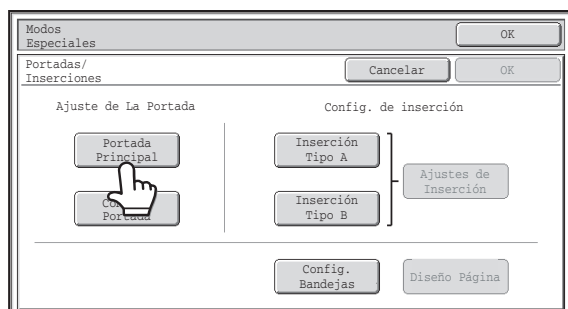 Modos
Especiales
OK
Portadas/
Inserciones
Cancelar
OK
Ajuste de La Portada
Config. de inserción
Portada
Principal
Inserción
Tipo A
Ajustes de
Inserción
Portada
Inserción
Tipo B
Config.
Bandejas
Diseño Página